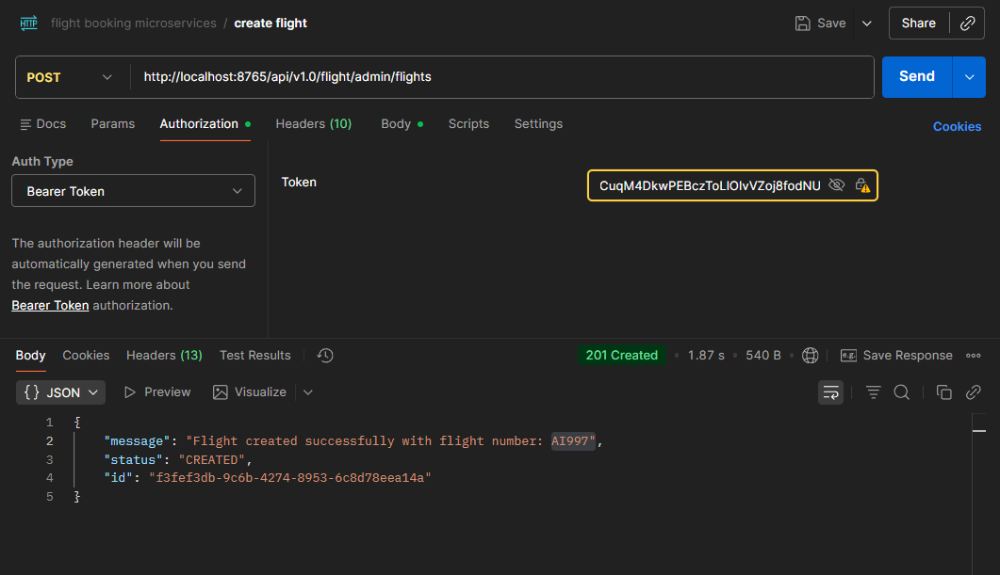 HTTP flight booking microservices / create flight Save Share
POST http://localhost:8765/api/v1.0/flight/admin/flights Send
Docs Params Authorization Headers (10) Body Scripts Settings Cookies
Auth Type
Bearer Token
Token CuqM4DkwPEBczToLIOIvVZoj8fodNU
The authorization header will be
automatically generated when you send
the request. Learn more about
Bearer Token authorization.
Body Cookies Headers (13) Test Results 201 Created • 1.87 s • 540 B e.g. Save Response
{} JSON Preview Visualize
1 {
2 "message": "Flight created successfully with flight number: AI997",
3 "status": "CREATED",
4 "id": "f3fef3db-9c6b-4274-8953-6c8d78eea14a"
5 }